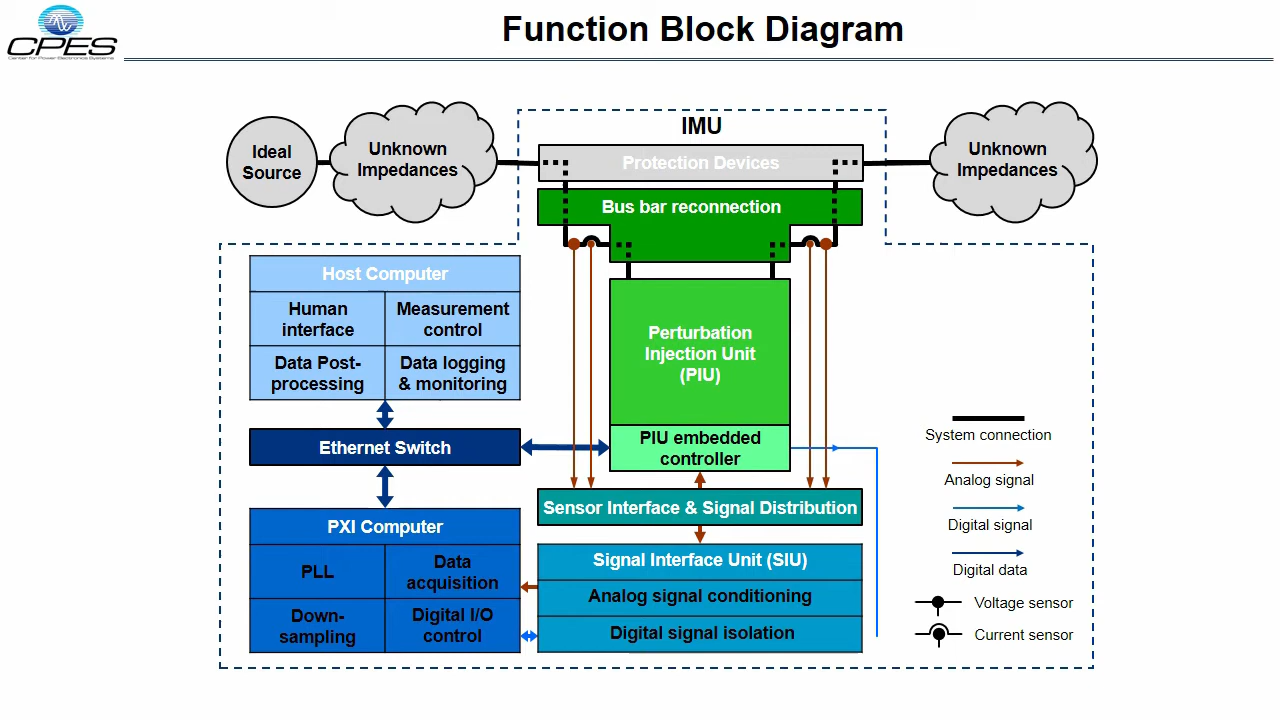 Function Block Diagram
CPES
Center for Power Electronics Systems
IMU
Ideal
Source
Unknown
Impedances
Protection Devices
Unknown
Impedances
Bus bar reconnection
Host Computer
Human
interface
Measurement
control
Data Post-
processing
Data logging
& monitoring
Perturbation
Injection Unit
(PIU)
PIU embedded
controller
Ethernet Switch
Sensor Interface & Signal Distribution
PXI Computer
PLL
Data
acquisition
Down-
sampling
Digital I/O
control
Signal Interface Unit (SIU)
Analog signal conditioning
Digital signal isolation
System connection
Analog signal
Digital signal
Digital data
Voltage sensor
Current sensor